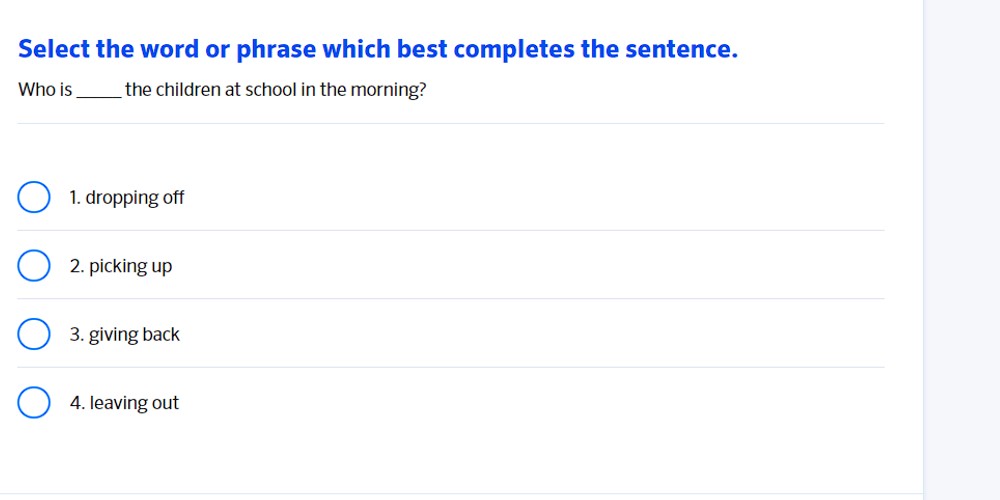 Select the word or phrase which best completes the sentence.
Who is _____ the children at school in the morning?
1. dropping off
2. picking up
3. giving back
4. leaving out